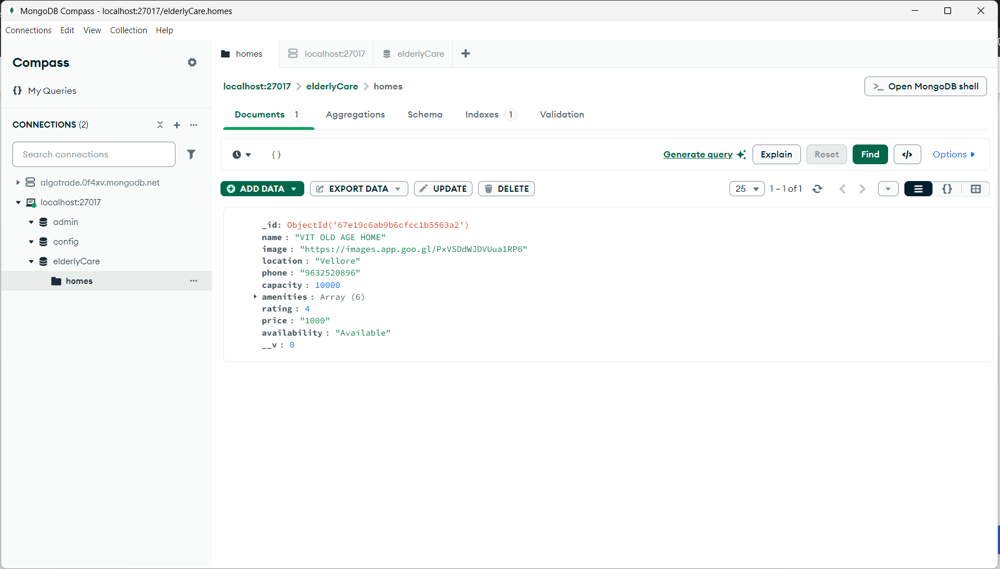 MongoDB Compass - localhost:27017/elderlyCare.homes
Connections Edit View Collection Help
Compass
{} My Queries
CONNECTIONS (2)
Search connections
algotrade.0f4xv.mongodb.net
localhost:27017
admin
config
elderlyCare
homes
homes localhost:27017 elderlyCare
localhost:27017 > elderlyCare > homes
>_ Open MongoDB shell
Documents 1 Aggregations Schema Indexes 1 Validation
{} Generate query Explain Reset Find </> Options
ADD DATA EXPORT DATA UPDATE DELETE 25 1 – 1 of 1 {}
_id: ObjectId('67e19c6ab9b6cfcc1b5563a2')
name : "VIT OLD AGE HOME"
image : "https://images.app.goo.gl/PxVSDdWJDVUua1RP6"
location : "Vellore"
phone : "9632520896"
capacity : 10000
amenities : Array (6)
rating : 4
price : "1000"
availability : "Available"
__v : 0